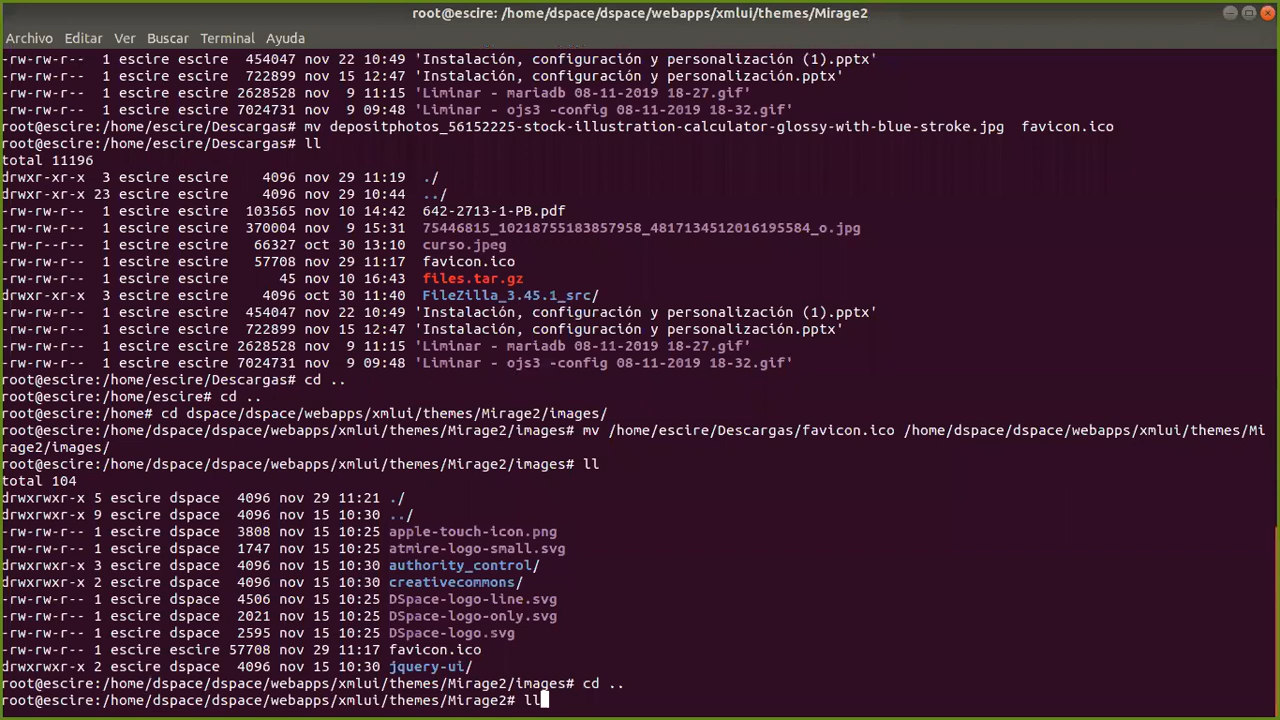 root@escire: /home/dspace/dspace/webapps/xmlui/themes/Mirage2
Archivo Editar Ver Buscar Terminal Ayuda
-rw-rw-r-- 1 escire escire 454047 nov 22 10:49 'Instalación, configuración y personalización (1).pptx'
-rw-rw-r-- 1 escire escire 722899 nov 15 12:47 'Instalación, configuración y personalización.pptx'
-rw-rw-r-- 1 escire escire 2628528 nov 9 11:15 'Liminar - mariadb 08-11-2019 18-27.gif'
-rw-rw-r-- 1 escire escire 7024731 nov 9 09:48 'Liminar - ojs3 -config 08-11-2019 18-32.gif'
root@escire:/home/escire/Descargas# mv depositphotos_56152225-stock-illustration-calculator-glossy-with-blue-stroke.jpg favicon.ico
root@escire:/home/escire/Descargas# ll
total 11196
drwxr-xr-x 3 escire escire 4096 nov 29 11:19 ./
drwxr-xr-x 23 escire escire 4096 nov 29 10:44 ../
-rw-rw-r-- 1 escire escire 103565 nov 10 14:42 642-2713-1-PB.pdf
-rw-rw-r-- 1 escire escire 370004 nov 9 15:31 75446815_10218755183857958_4817134512016195584_o.jpg
-rw-r--r-- 1 escire escire 66327 oct 30 13:10 curso.jpeg
-rw-rw-r-- 1 escire escire 57708 nov 29 11:17 favicon.ico
-rw-rw-r-- 1 escire escire 45 nov 10 16:43 files.tar.gz
drwxr-xr-x 3 escire escire 4096 oct 30 11:40 FileZilla_3.45.1_src/
-rw-rw-r-- 1 escire escire 454047 nov 22 10:49 'Instalación, configuración y personalización (1).pptx'
-rw-rw-r-- 1 escire escire 722899 nov 15 12:47 'Instalación, configuración y personalización.pptx'
-rw-rw-r-- 1 escire escire 2628528 nov 9 11:15 'Liminar - mariadb 08-11-2019 18-27.gif'
-rw-rw-r-- 1 escire escire 7024731 nov 9 09:48 'Liminar - ojs3 -config 08-11-2019 18-32.gif'
root@escire:/home/escire/Descargas# cd ..
root@escire:/home/escire# cd ..
root@escire:/home# cd dspace/dspace/webapps/xmlui/themes/Mirage2/images/
root@escire:/home/dspace/dspace/webapps/xmlui/themes/Mirage2/images# mv /home/escire/Descargas/favicon.ico /home/dspace/dspace/webapps/xmlui/themes/Mi
rage2/images/
root@escire:/home/dspace/dspace/webapps/xmlui/themes/Mirage2/images# ll
total 104
drwxrwxr-x 5 escire dspace 4096 nov 29 11:21 ./
drwxrwxr-x 9 escire dspace 4096 nov 15 10:30 ../
-rw-rw-r-- 1 escire dspace 3808 nov 15 10:25 apple-touch-icon.png
-rw-rw-r-- 1 escire dspace 1747 nov 15 10:25 atmire-logo-small.svg
drwxrwxr-x 3 escire dspace 4096 nov 15 10:30 authority_control/
drwxrwxr-x 2 escire dspace 4096 nov 15 10:30 creativecommons/
-rw-rw-r-- 1 escire dspace 4506 nov 15 10:25 DSpace-logo-line.svg
-rw-rw-r-- 1 escire dspace 2021 nov 15 10:25 DSpace-logo-only.svg
-rw-rw-r-- 1 escire dspace 2595 nov 15 10:25 DSpace-logo.svg
-rw-rw-r-- 1 escire escire 57708 nov 29 11:17 favicon.ico
drwxrwxr-x 2 escire dspace 4096 nov 15 10:30 jquery-ui/
root@escire:/home/dspace/dspace/webapps/xmlui/themes/Mirage2/images# cd ..
root@escire:/home/dspace/dspace/webapps/xmlui/themes/Mirage2# ll